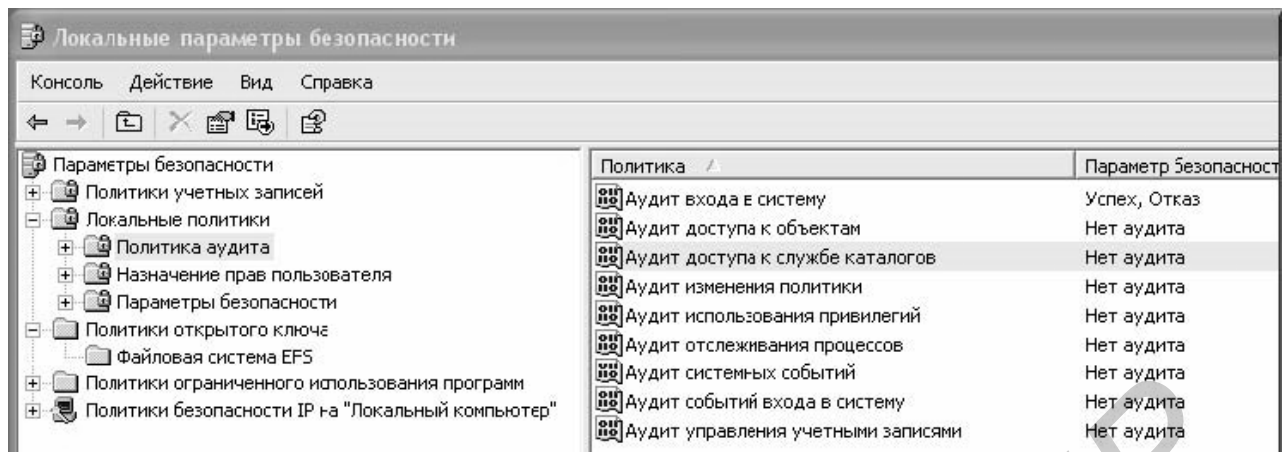 Локальные параметры безопасности
Консоль Действие Вид Справка
Параметры безопасности
Политики учетных записей
Локальные политики
Политика аудита
Назначение прав пользователя
Параметры безопасности
Политики открытого ключа
Файловая система EFS
Политики ограниченного использования программ
Политики безопасности IP на "Локальный компьютер"
Политика Параметр безопасност
Аудит входа в систему Успех, Отказ
Аудит доступа к объектам Нет аудита
Аудит доступа к службе каталогов Нет аудита
Аудит изменения политики Нет аудита
Аудит использования привилегий Нет аудита
Аудит отслеживания процессов Нет аудита
Аудит системных событий Нет аудита
Аудит событий входа в систему Нет аудита
Аудит управления учетными записями Нет аудита